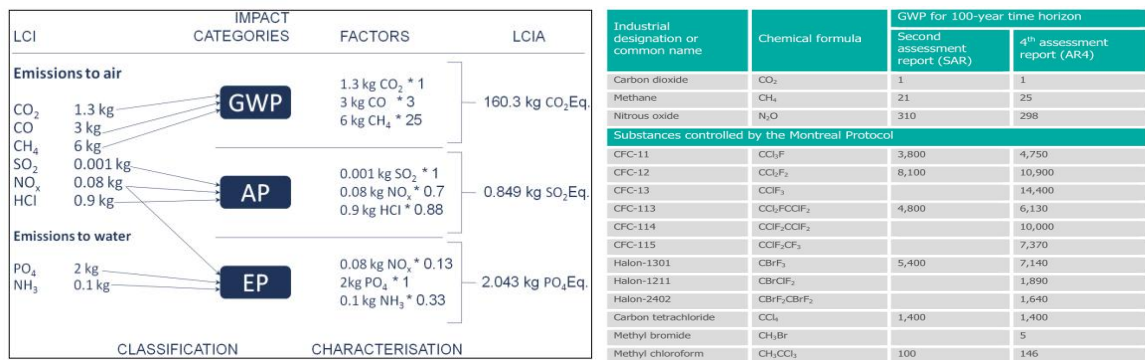 LCI IMPACT CATEGORIES FACTORS LCIA
Emissions to air
CO₂ 1.3 kg
CO 3 kg
CH₄ 6 kg
SO₂ 0.001 kg
NOₓ 0.08 kg
HCl 0.9 kg
Emissions to water
PO₄ 2 kg
NH₃ 0.1 kg
GWP
1.3 kg CO₂ * 1
3 kg CO * 3
6 kg CH₄ * 25
160.3 kg CO₂Eq.
AP
0.001 kg SO₂ * 1
0.08 kg NOₓ * 0.7
0.9 kg HCl * 0.88
0.849 kg SO₂Eq.
EP
0.08 kg NOₓ * 0.13
2kg PO₄ * 1
0.1 kg NH₃ * 0.33
2.043 kg PO₄Eq.
CLASSIFICATION CHARACTERISATION
Industrial designation or common name
Chemical formula
GWP for 100-year time horizon
Second assessment report (SAR)
4th assessment report (AR4)
Carbon dioxide CO₂ 1 1
Methane CH₄ 21 25
Nitrous oxide N₂O 310 298
Substances controlled by the Montreal Protocol
CFC-11 CCl₃F 3,800 4,750
CFC-12 CCl₂F₂ 8,100 10,900
CFC-13 CClF₃ 14,400
CFC-113 CCl₂FCClF₂ 4,800 6,130
CFC-114 CClF₂CClF₂ 10,000
CFC-115 CClF₂CF₃ 7,370
Halon-1301 CBrF₃ 5,400 7,140
Halon-1211 CBrClF₂ 1,890
Halon-2402 CBrF₂CBrF₂ 1,640
Carbon tetrachloride CCl₄ 1,400 1,400
Methyl bromide CH₃Br 5
Methyl chloroform CH₃CCl₃ 100 146